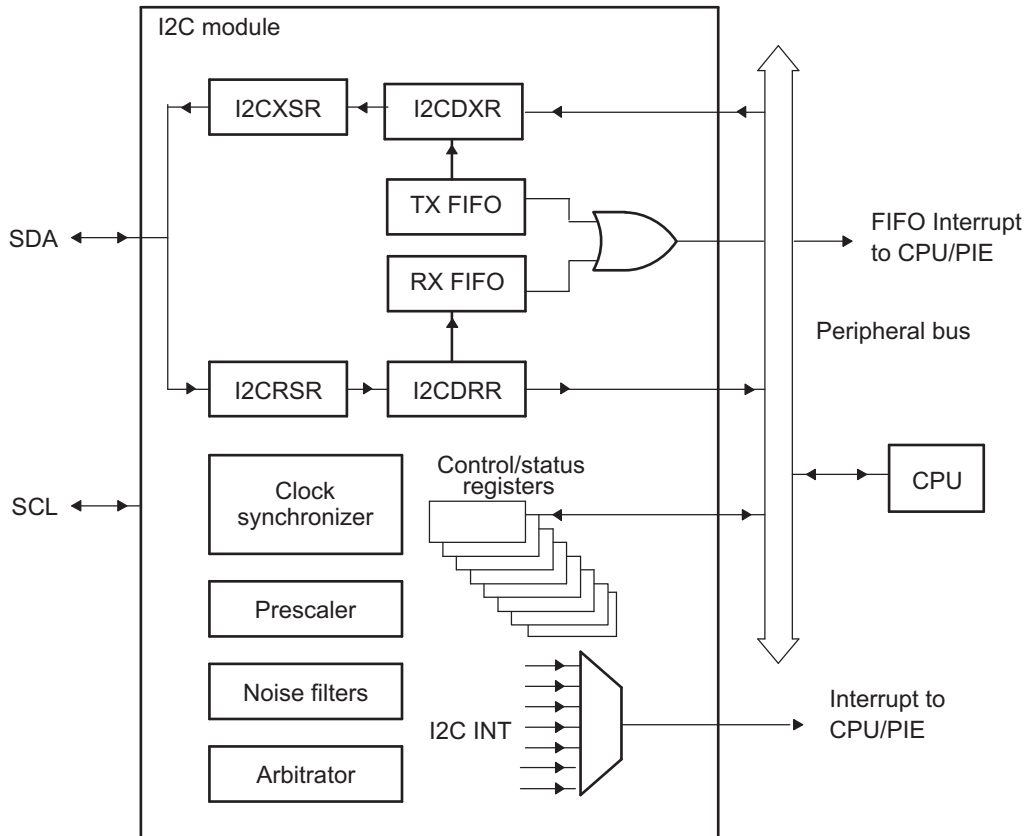 I2C module
I2CXSR
I2CDXR
TX FIFO
SDA
FIFO Interrupt
to CPU/PIE
RX FIFO
Peripheral bus
I2CRSR
I2CDRR
Control/status
registers
CPU
SCL
Clock
synchronizer
Prescaler
Noise filters
I2C INT
Interrupt to
CPU/PIE
Arbitrator